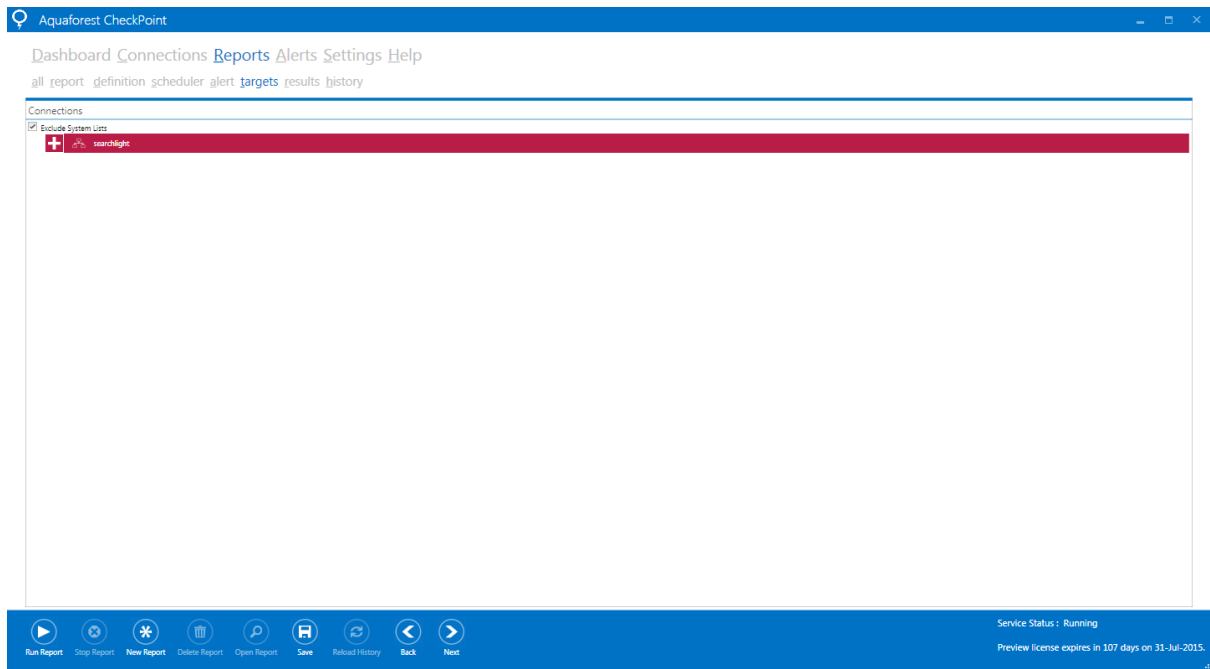 Aquaforest CheckPoint
Dashboard Connections Reports Alerts Settings Help
all report definition scheduler alert targets results history
Connections
Exclude System Lists
searchlight
Run Report Stop Report New Report Delete Report Open Report Save Reload History Back Next
Service Status : Running
Preview license expires in 107 days on 31-Jul-2015.